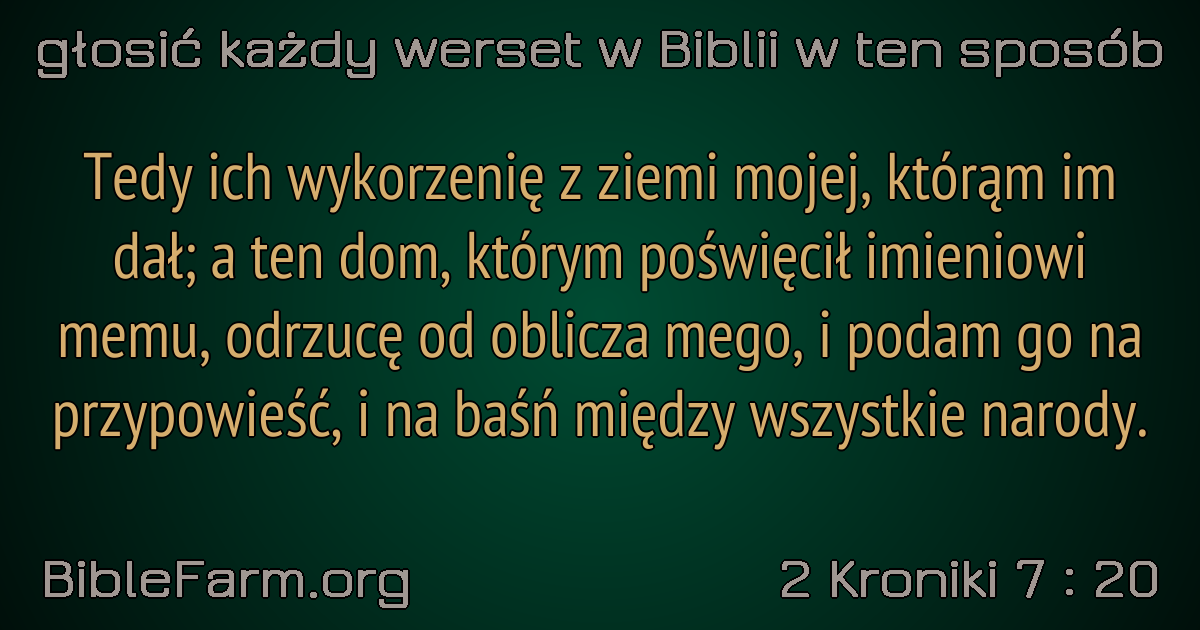 głosić każdy werset w Biblii w ten sposób
Tedy ich wykorzenię z ziemi mojej, którąm im
dał; a ten dom, którym poświęcił imieniowi
memu, odrzucę od oblicza mego, i podam go na
przypowieść, i na baśń między wszystkie narody.
BibleFarm.org
2 Kroniki 7 : 20